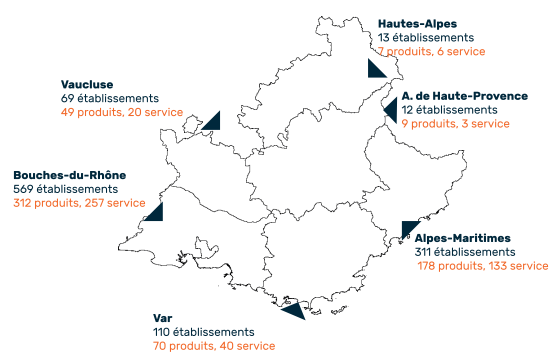 Hautes-Alpes
13 établissements
7 produits, 6 service
Vaucluse
69 établissements
49 produits, 20 service
A. de Haute-Provence
12 établissements
9 produits, 3 service
Bouches-du-Rhône
569 établissements
312 produits, 257 service
Alpes-Maritimes
311 établissements
178 produits, 133 service
Var
110 établissements
70 produits, 40 service